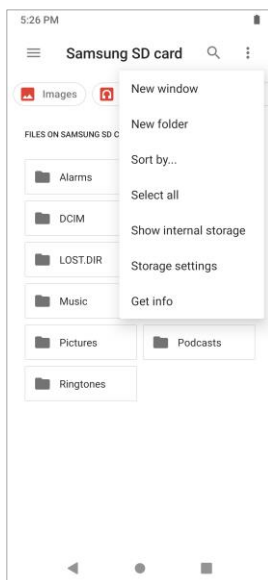 5:26 PM
Samsung SD card
Images
New window
New folder
FILES ON SAMSUNG SD C
Sort by...
Alarms
Select all
DCIM
Show internal storage
LOST.DIR
Storage settings
Music
Get info
Pictures
Podcasts
Ringtones